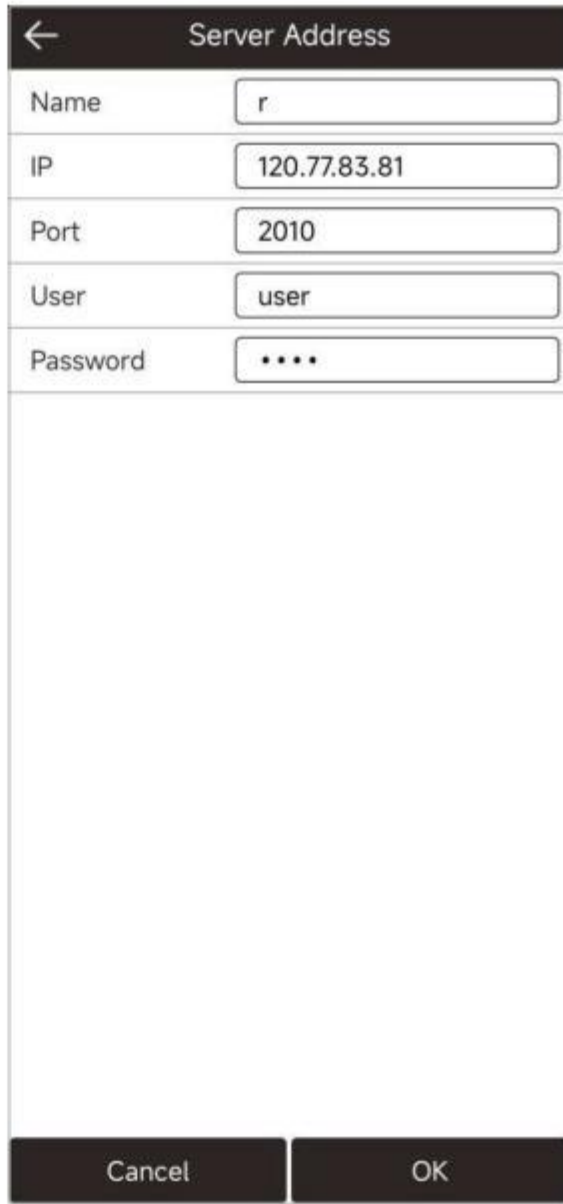 Server Address
Name r
IP 120.77.83.81
Port 2010
User user
Password ••••
Cancel OK